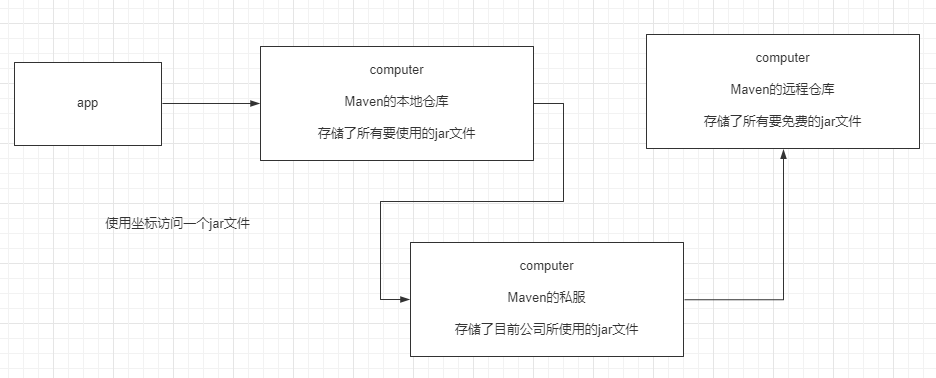 app
computer
Maven的本地仓库
存储了所有要使用的jar文件
computer
Maven的远程仓库
存储了所有要免费的jar文件
使用坐标访问一个jar文件
computer
Maven的私服
存储了目前公司所使用的jar文件